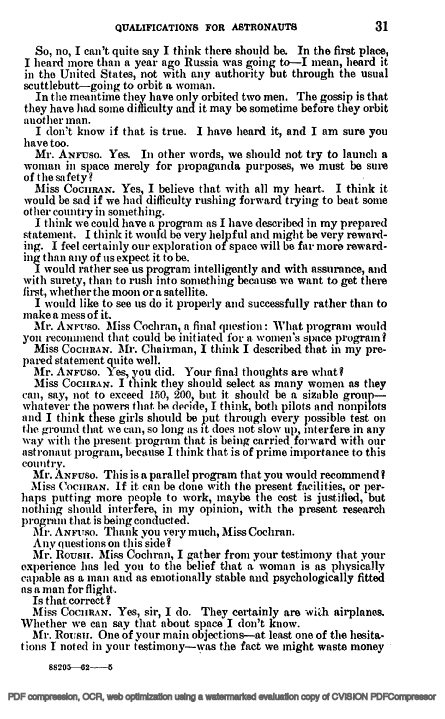 QUALIFICATIONS FOR ASTRONAUTS 31
So, no, I can't quite say I think there should be. In the first place,
I heard more than a year ago Russia was going to—I mean, heard it
in the United States, not with any authority but through the usual
scuttlebutt—going to orbit a woman.
In the meantime they have only orbited two men. The gossip is that
they have had some difficulty and it may be sometime before they orbit
another man.
I don't know if that is true. I have heard it, and I am sure you
have too.
Mr. ANFUSO. Yes. In other words, we should not try to launch a
woman in space merely for propaganda purposes, we must be sure
of the safety?
Miss COCHRAN. Yes, I believe that with all my heart. I think it
would be sad if we had difficulty rushing forward trying to beat some
other country in something.
I think we could have a program as I have described in my prepared
statement. I think it would be very helpful and might be very reward-
ing. I feel certainly our exploration of space will be far more reward-
ing than any of us expect it to be.
I would rather see us program intelligently and with assurance, and
with surety, than to rush into something because we want to get there
first, whether the moon or a satellite.
I would like to see us do it properly and successfully rather than to
make a mess of it.
Mr. ANFUSO. Miss Cochran, a final question: What program would
you recommend that could be initiated for a women's space program?
Miss COCHRAN. Mr. Chairman, I think I described that in my pre-
pared statement quite well.
Mr. ANFUSO. Yes, you did. Your final thoughts are what?
Miss COCHRAN. I think they should select as many women as they
can, say, not to exceed 150, 200, but it should be a sizable group—
whatever the powers that be decide, I think, both pilots and nonpilots
and I think these girls should be put through every possible test on
the ground that we can, so long as it does not slow up, interfere in any
way with the present program that is being carried forward with our
astronaut program, because I think that is of prime importance to this
country.
Mr. ANFUSO. This is a parallel program that you would recommend?
Miss COCHRAN. If it can be done with the present facilities, or per-
haps putting more people to work, maybe the cost is justified, but
nothing should interfere, in my opinion, with the present research
program that is being conducted.
Mr. ANFUSO. Thank you very much, Miss Cochran.
Any questions on this side?
Mr. ROUSH. Miss Cochran, I gather from your testimony that your
experience has led you to the belief that a woman is as physically
capable as a man and as emotionally stable and psychologically fitted
as a man for flight.
Is that correct?
Miss COCHRAN. Yes, sir, I do. They certainly are with airplanes.
Whether we can say that about space I don't know.
Mr. ROUSH. One of your main objections—at least one of the hesita-
tions I noted in your testimony—was the fact we might waste money
88205—62——5
PDF compression, OCR, web optimization using a watermarked evaluation copy of CVISION PDFCompressor